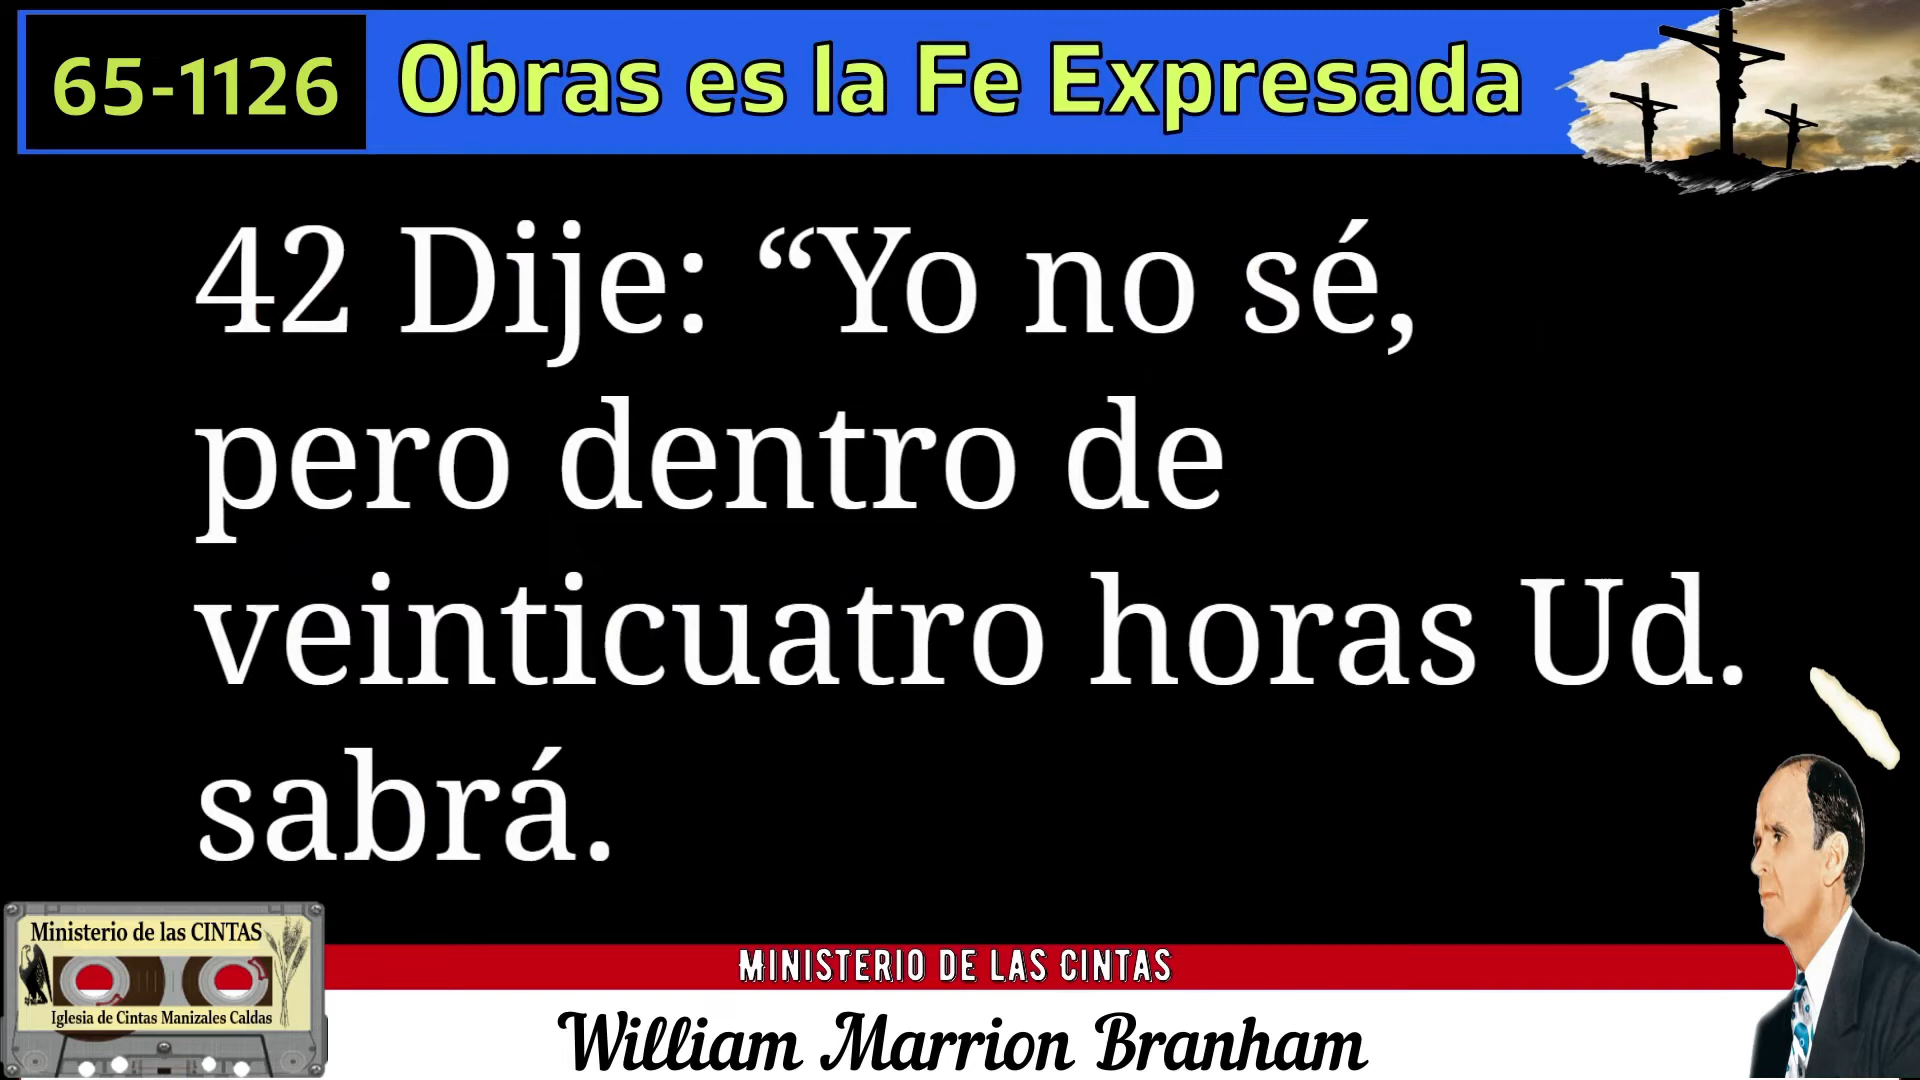 65-1126
Obras es la Fe Expresada
42 Dije: “Yo no sé,
pero dentro de
veinticuatro horas Ud.
sabrá.
Ministerio de las CINTAS
Iglesia de Cintas Manizales Caldas
MINISTERIO DE LAS CINTAS
William Marrion Branham